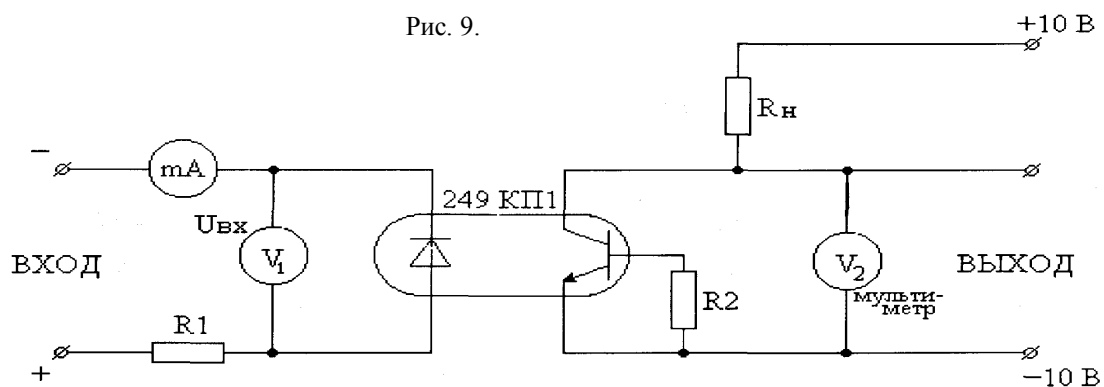 Рис. 9.
+10 В
Rн
−
mA
249 КП1
Uвх
V1
ВХОД
V2
ВЫХОД
мульти-
метр
R2
R1
+
−10 В